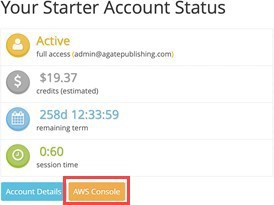 Your Starter Account Status
Active
full access (admin@agatepublishing.com)
$19.37
credits (estimated)
258d 12:33:59
remaining term
0:60
session time
Account Details AWS Console